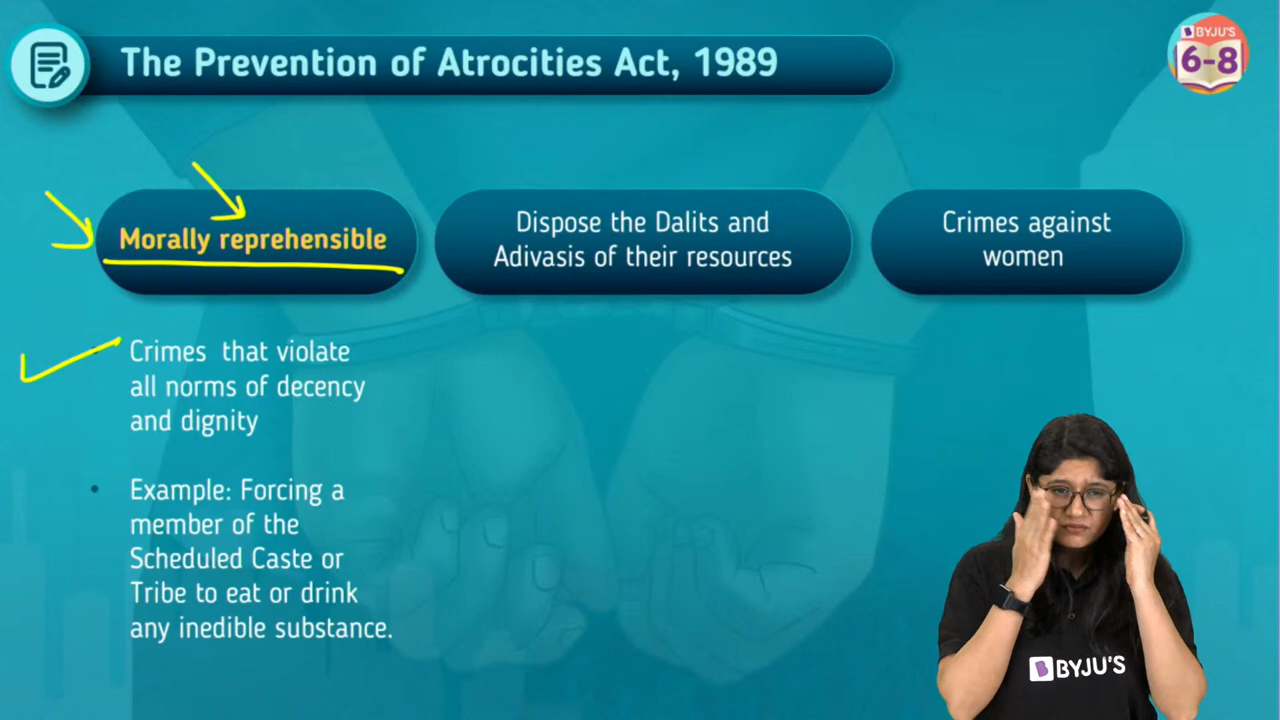 The Prevention of Atrocities Act, 1989
BYJU'S
6-8
Morally reprehensible
Dispose the Dalits and
Adivasis of their resources
Crimes against
women
Crimes that violate
all norms of decency
and dignity
• Example: Forcing a
member of the
Scheduled Caste or
Tribe to eat or drink
any inedible substance.
BYJU'S